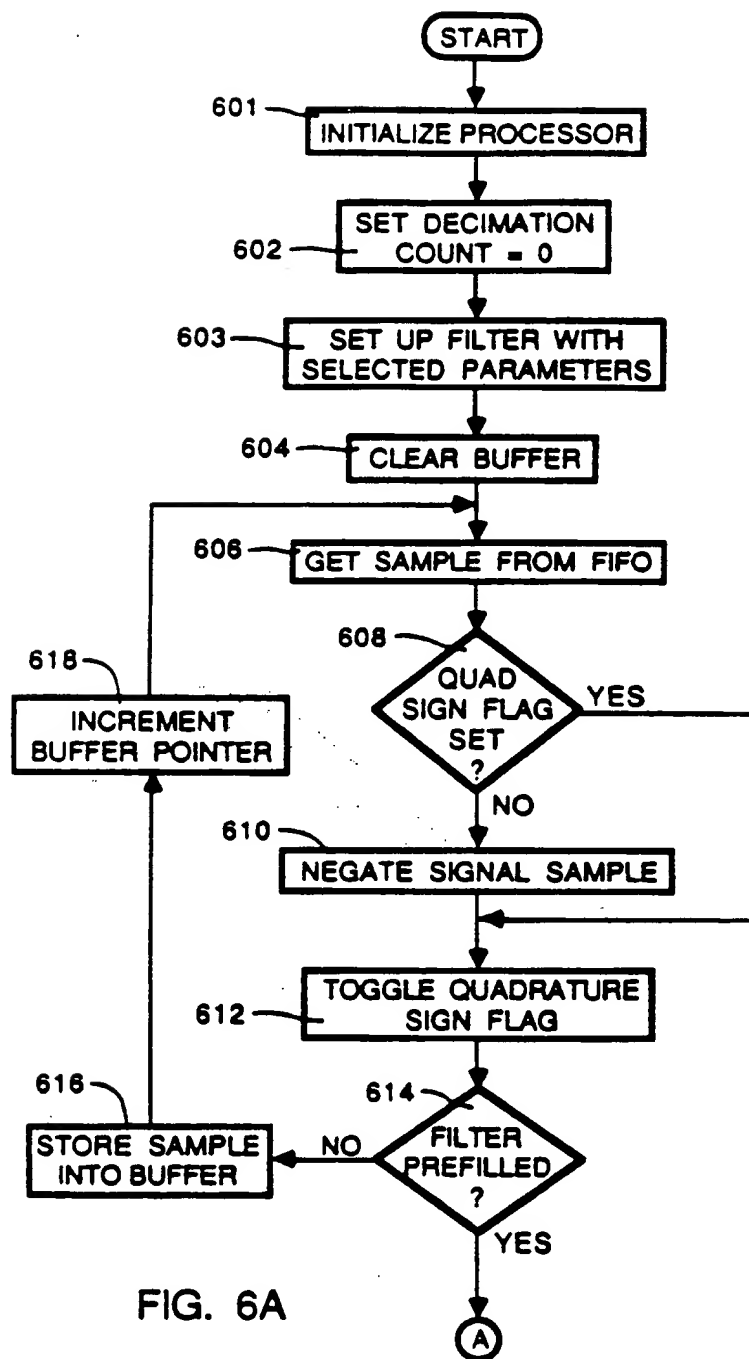 START
601
INITIALIZE PROCESSOR
SET DECIMATION
COUNT = 0
602
603
SET UP FILTER WITH
SELECTED PARAMETERS
604
CLEAR BUFFER
606
GET SAMPLE FROM FIFO
608
QUAD
SIGN FLAG
SET
?
YES
NO
618
INCREMENT
BUFFER POINTER
610
NEGATE SIGNAL SAMPLE
TOGGLE QUADRATURE
SIGN FLAG
612
614
FILTER
PREFILLED
?
NO
616
STORE SAMPLE
INTO BUFFER
YES
FIG. 6A
A